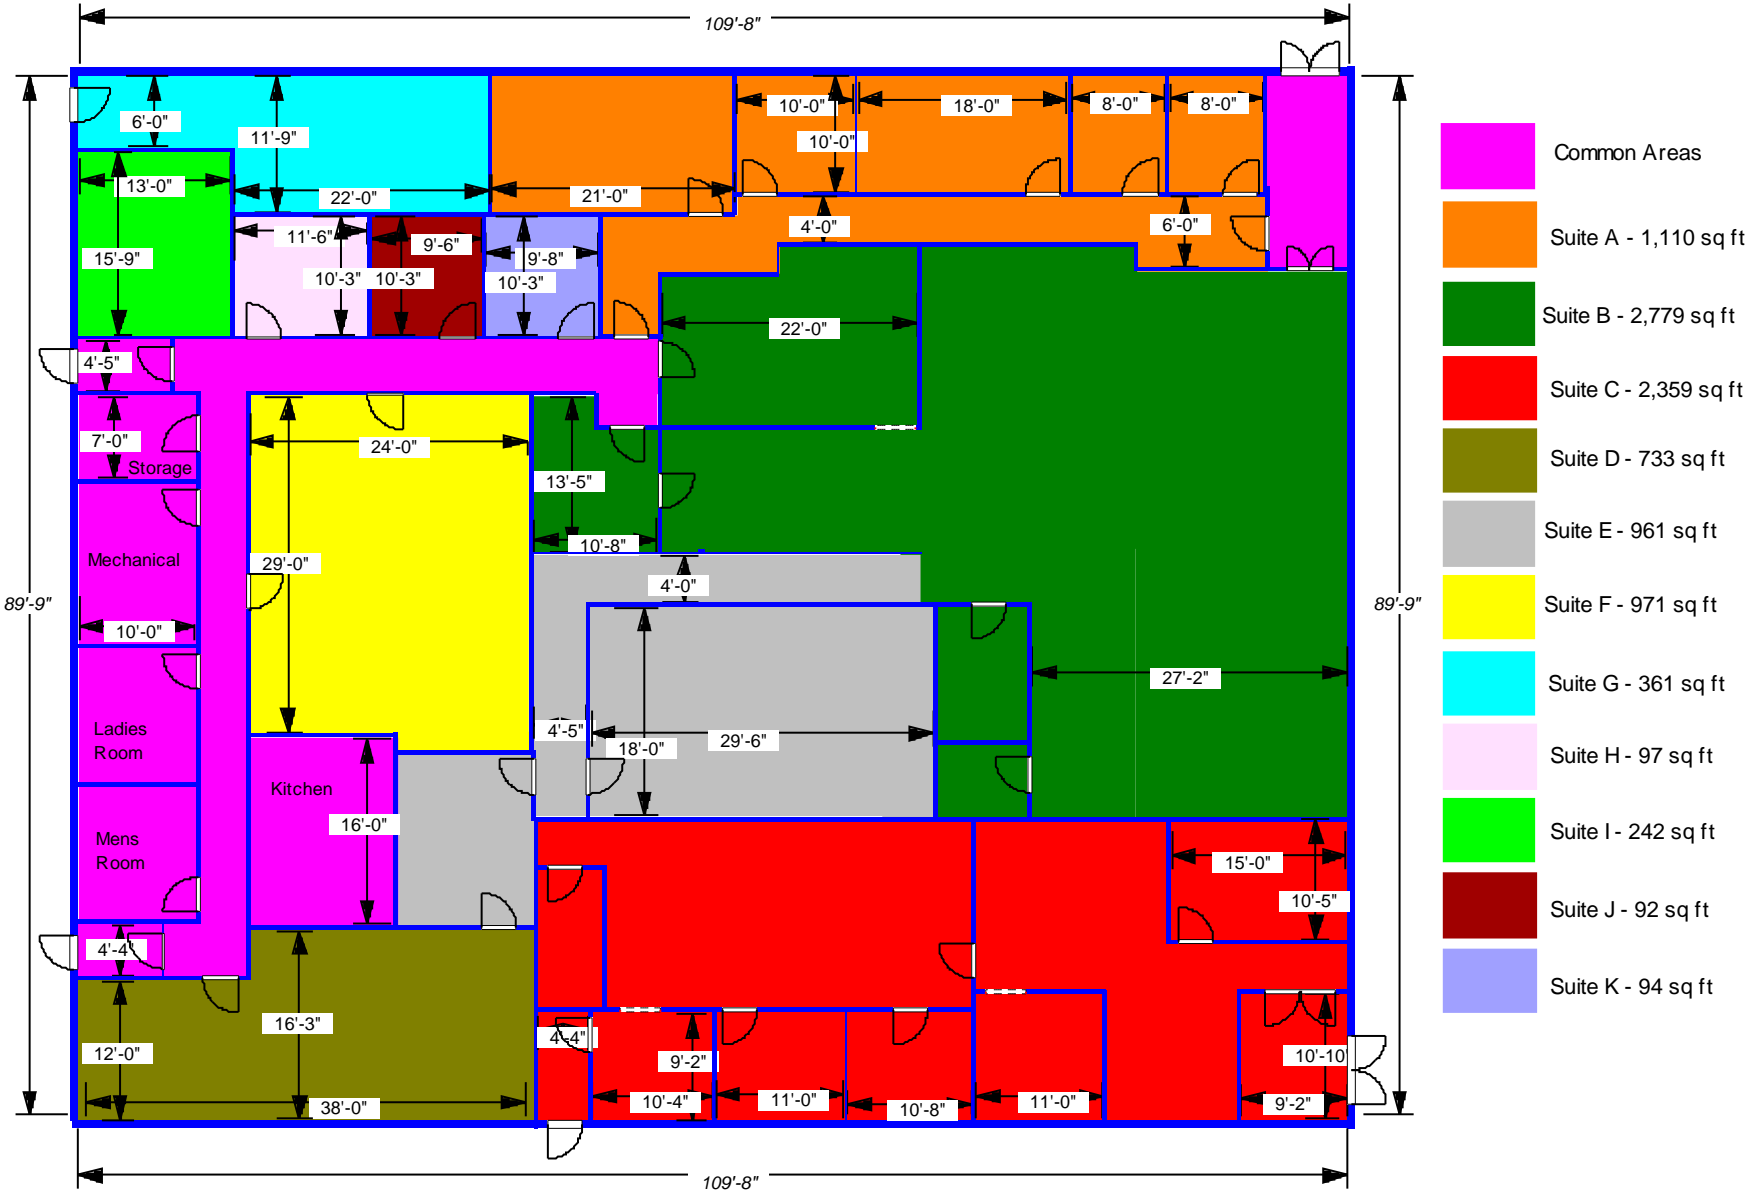 109'-8"
6'-0"
11'-9"
10'-0"
18'-0"
8'-0"
8'-0"
10'-0"
13'-0"
22'-0"
21'-0"
4'-0"
6'-0"
11'-6"
9'-6"
9'-8"
15'-9"
10'-3"
10'-3"
10'-3"
22'-0"
4'-5"
7'-0"
Storage
24'-0"
13'-5"
10'-8"
Mechanical
29'-0"
4'-0"
89'-9"
89'-9"
10'-0"
27'-2"
Ladies
Room
4'-5"
18'-0"
29'-6"
Kitchen
16'-0"
Mens
Room
15'-0"
10'-5"
4'-4"
16'-3"
12'-0"
4'-4"
9'-2"
10'-10'
38'-0"
10'-4"
11'-0"
10'-8"
11'-0"
9'-2"
109'-8"
Common Areas
Suite A - 1,110 sq ft
Suite B - 2,779 sq ft
Suite C - 2,359 sq ft
Suite D - 733 sq ft
Suite E - 961 sq ft
Suite F - 971 sq ft
Suite G - 361 sq ft
Suite H - 97 sq ft
Suite I - 242 sq ft
Suite J - 92 sq ft
Suite K - 94 sq ft